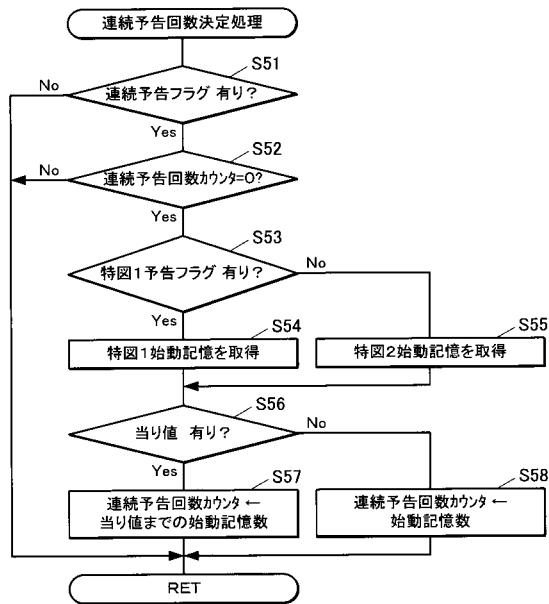 連続予告回数決定処理
S51
連続予告フラグ 有り？
No
Yes
S52
連続予告回数カウンタ=0?
No
Yes
S53
特図1予告フラグ 有り？
No
Yes
S54
特図1始動記憶を取得
S55
特図2始動記憶を取得
S56
当り値 有り？
No
Yes
S57
連続予告回数カウンタ ←
当り値までの始動記憶数
S58
連続予告回数カウンタ ←
始動記憶数
RET